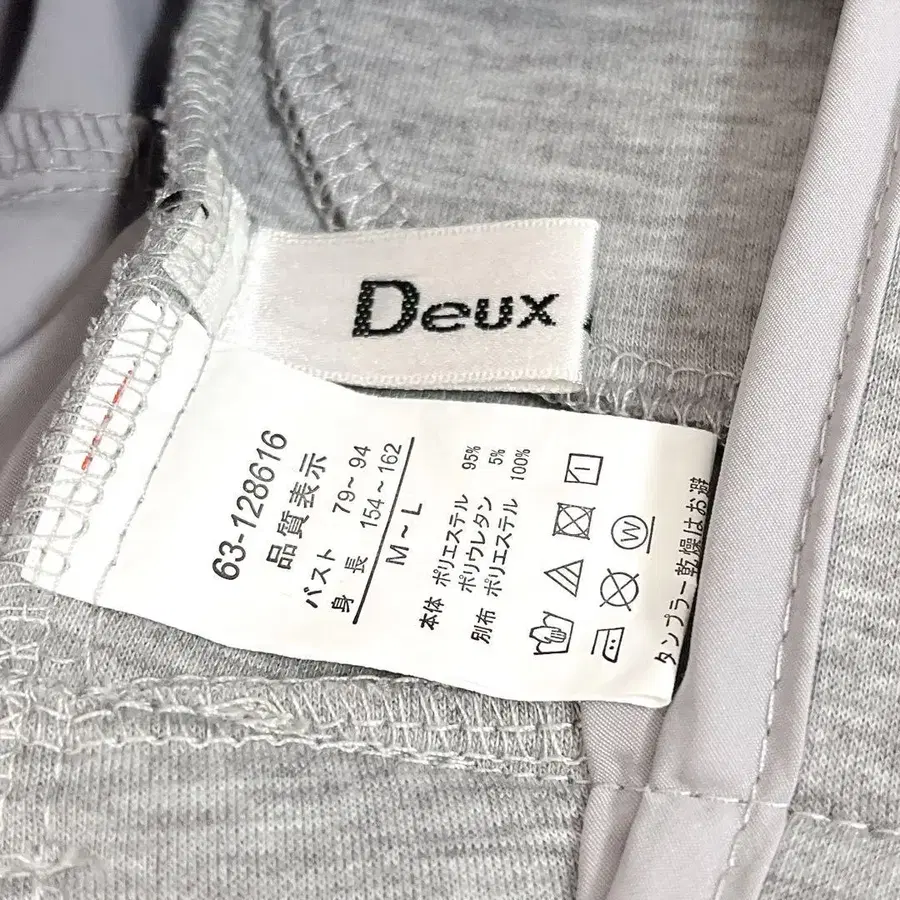 Deux
63-128616
品質表示
バスト 79~ 94
身 長 154~162
M~L
本体 ポリエステル 95%
ポリウレタン 5%
別布 ポリエステル 100%
W
タンブラー乾燥はお避